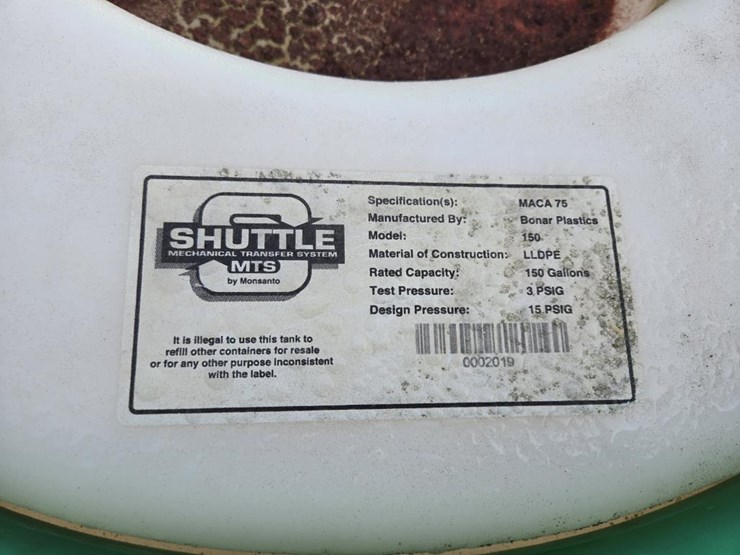 SHUTTLE
MECHANICAL TRANSFER SYSTEM
MTS
by Monsanto
It is illegal to use this tank to
refill other containers for resale
or for any other purpose inconsistent
with the label.
Specification(s): MACA 75
Manufactured By: Bonar Plastics
Model: 150
Material of Construction: LLDPE
Rated Capacity: 150 Gallons
Test Pressure: 3 PSIG
Design Pressure: 15 PSIG
0002019